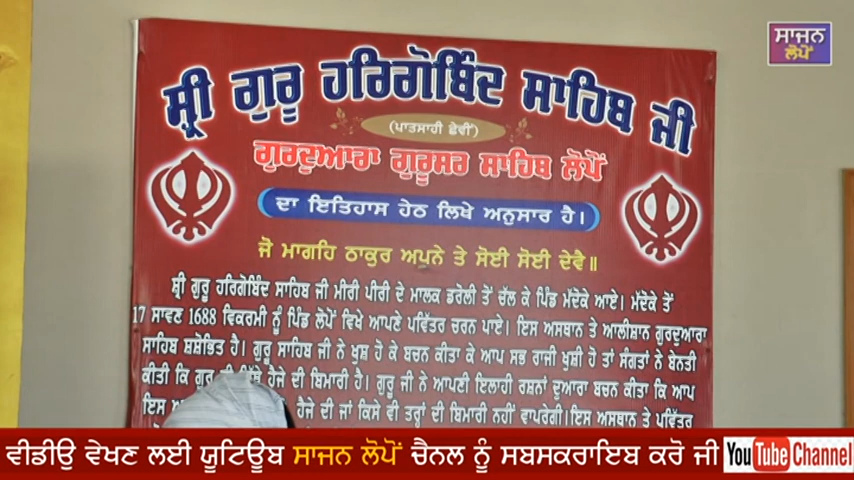 ਸਾਜਨ
ਲੋਪੋਂ
ਸ਼੍ਰੀ ਗੁਰੂ ਹਰਿਗੋਬਿੰਦ ਸਾਹਿਬ ਜੀ
(ਪਾਤਸਾਹੀ ਛੇਵੀਂ)
ਗੁਰਦੁਆਰਾ ਗੁਰੂਸਰ ਸਾਹਿਬ ਲੋਪੋਂ
ਦਾ ਇਤਿਹਾਸ ਹੇਠ ਲਿਖੇ ਅਨੁਸਾਰ ਹੈ।
ਜੋ ਮਾਗਹਿ ਠਾਕੁਰ ਅਪਨੇ ਤੇ ਸੋਈ ਸੋਈ ਦੇਵੈ॥
ਸ਼੍ਰੀ ਗੁਰੂ ਹਰਿਗੋਬਿੰਦ ਸਾਹਿਬ ਜੀ ਮੀਰੀ ਪੀਰੀ ਦੇ ਮਾਲਕ ਡਰੋਲੀ ਤੋਂ ਚੱਲ ਕੇ ਪਿੰਡ ਮੱਦੋਕੇ ਆਏ। ਮੱਦੋਕੇ ਤੋਂ
17 ਸਾਵਣ 1688 ਵਿਕਰਮੀ ਨੂੰ ਪਿੰਡ ਲੋਪੋਂ ਵਿਖੇ ਆਪਣੇ ਪਵਿੱਤਰ ਚਰਨ ਪਾਏ। ਇਸ ਅਸਥਾਨ ਤੇ ਆਲੀਸ਼ਾਨ ਗੁਰਦੁਆਰਾ
ਸਾਹਿਬ ਸ਼ਸ਼ੋਭਿਤ ਹੈ। ਗੁਰੂ ਸਾਹਿਬ ਜੀ ਨੇ ਖੁਸ਼ ਹੋ ਕੇ ਬਚਨ ਕੀਤਾ ਕੇ ਆਪ ਸਭ ਰਾਜੀ ਖੁਸ਼ੀ ਹੋ ਤਾਂ ਸੰਗਤਾਂ ਨੇ ਬੇਨਤੀ
ਕੀਤੀ ਕਿ ਗੁਰੂ ਜੀ ਇੱਥੇ ਹੈਜੇ ਦੀ ਬਿਮਾਰੀ ਹੈ। ਗੁਰੂ ਜੀ ਨੇ ਆਪਣੀ ਇਲਾਹੀ ਰਸ਼ਨਾਂ ਦੁਆਰਾ ਬਚਨ ਕੀਤਾ ਕਿ ਆਪ
ਇਸ ਹੈਜੇ ਦੀ ਜਾਂ ਕਿਸੇ ਵੀ ਤਰ੍ਹਾਂ ਦੀ ਬਿਮਾਰੀ ਨਹੀਂ ਵਾਪਰੇਗੀ।ਇਸ ਅਸਥਾਨ ਤੇ ਪਵਿੱਤਰ
ਵੀਡੀਉ ਵੇਖਣ ਲਈ ਯੂਟਿਊਬ ਸਾਜਨ ਲੋਪੋਂ ਚੈਨਲ ਨੂੰ ਸਬਸਕਰਾਇਬ ਕਰੋ ਜੀ YouTube Channel